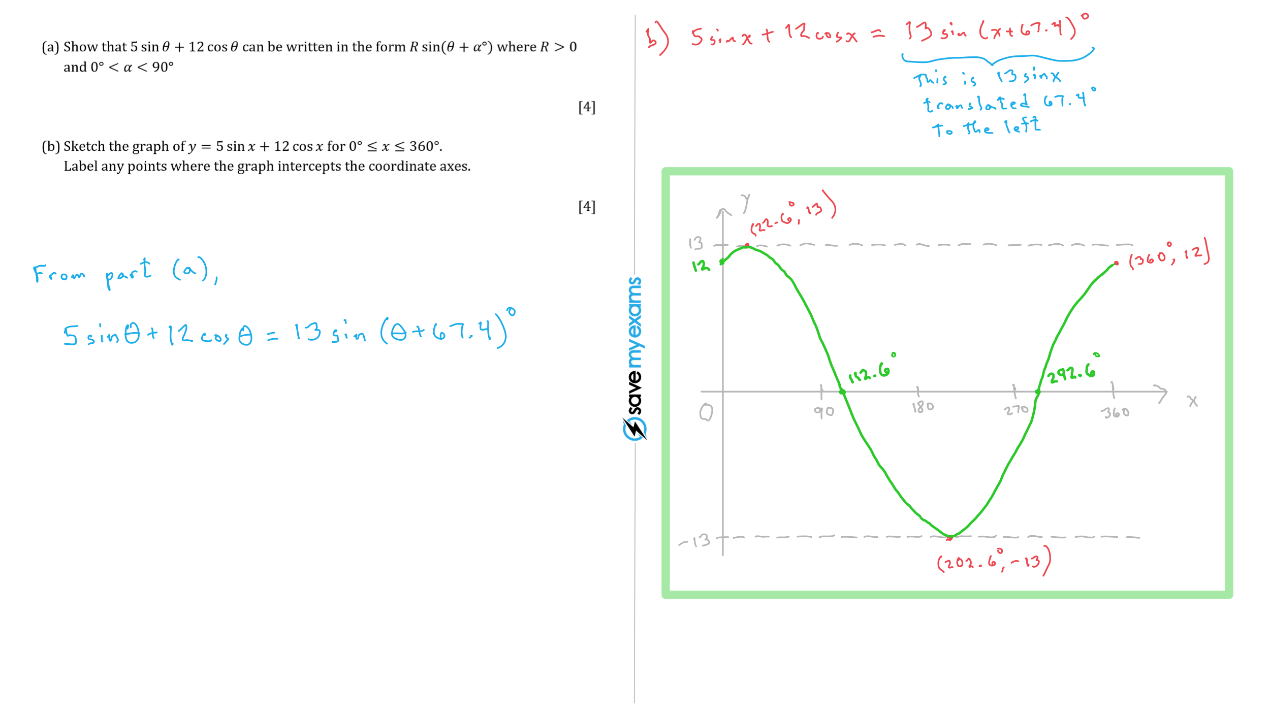 (a) Show that 5 sin θ + 12 cos θ can be written in the form R sin(θ + α°) where R > 0
and 0° < α < 90°
[4]
(b) Sketch the graph of y = 5 sin x + 12 cos x for 0° ≤ x ≤ 360°.
Label any points where the graph intercepts the coordinate axes.
[4]
From part (a),
5 sin θ + 12 cos θ = 13 sin (θ + 67.4)°
savemyexams
b) 5 sin x + 12 cos x = 13 sin (x + 67.4)°
This is 13 sin x
translated 67.4°
to the left
y
(22.6°, 13)
13
12
(360°, 12)
112.6°
292.6°
O
90
180
270
360
x
-13
(202.6°, -13)